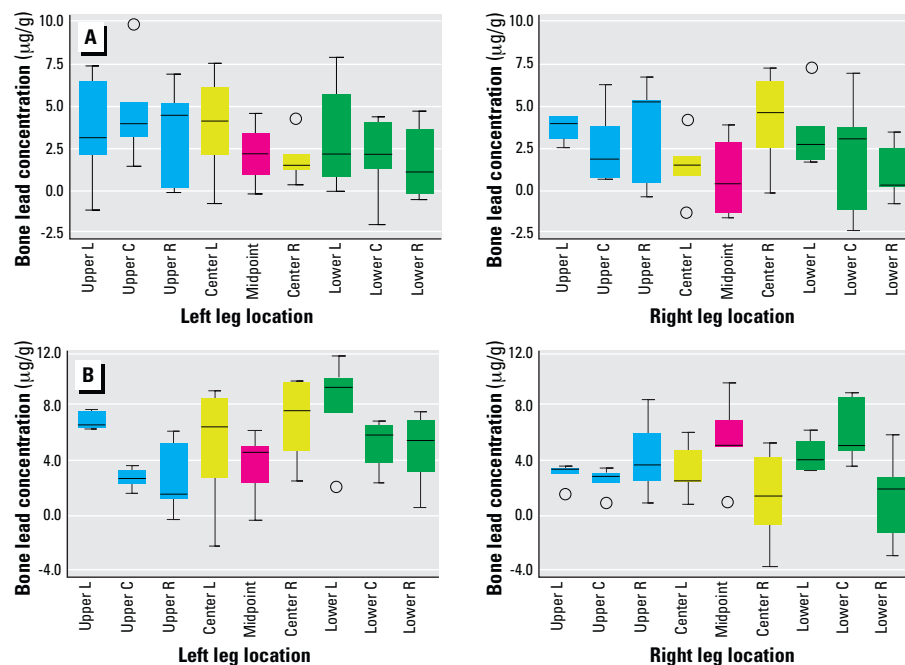 A
Bone lead concentration (µg/g)
10.0
7.5
5.0
2.5
0.0
-2.5
Upper L
Upper C
Upper R
Center L
Midpoint
Center R
Lower L
Lower C
Lower R
Left leg location
Bone lead concentration (µg/g)
10.0
7.5
5.0
2.5
0.0
-2.5
Upper L
Upper C
Upper R
Center L
Midpoint
Center R
Lower L
Lower C
Lower R
Right leg location
B
Bone lead concentration (µg/g)
12.0
8.0
4.0
0.0
-4.0
Upper L
Upper C
Upper R
Center L
Midpoint
Center R
Lower L
Lower C
Lower R
Left leg location
Bone lead concentration (µg/g)
12.0
8.0
4.0
0.0
-4.0
Upper L
Upper C
Upper R
Center L
Midpoint
Center R
Lower L
Lower C
Lower R
Right leg location